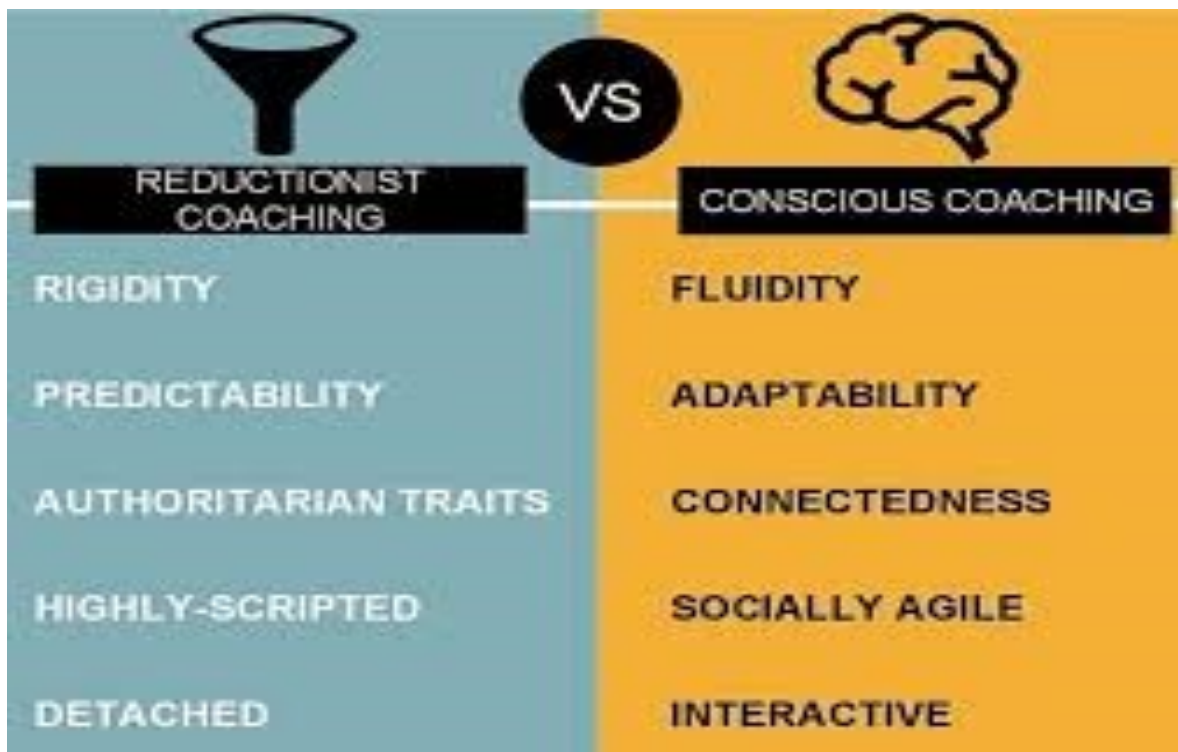 VS
REDUCTIONIST
COACHING
CONSCIOUS COACHING
RIGIDITY
FLUIDITY
PREDICTABILITY
ADAPTABILITY
AUTHORITARIAN TRAITS
CONNECTEDNESS
HIGHLY-SCRIPTED
SOCIALLY AGILE
DETACHED
INTERACTIVE